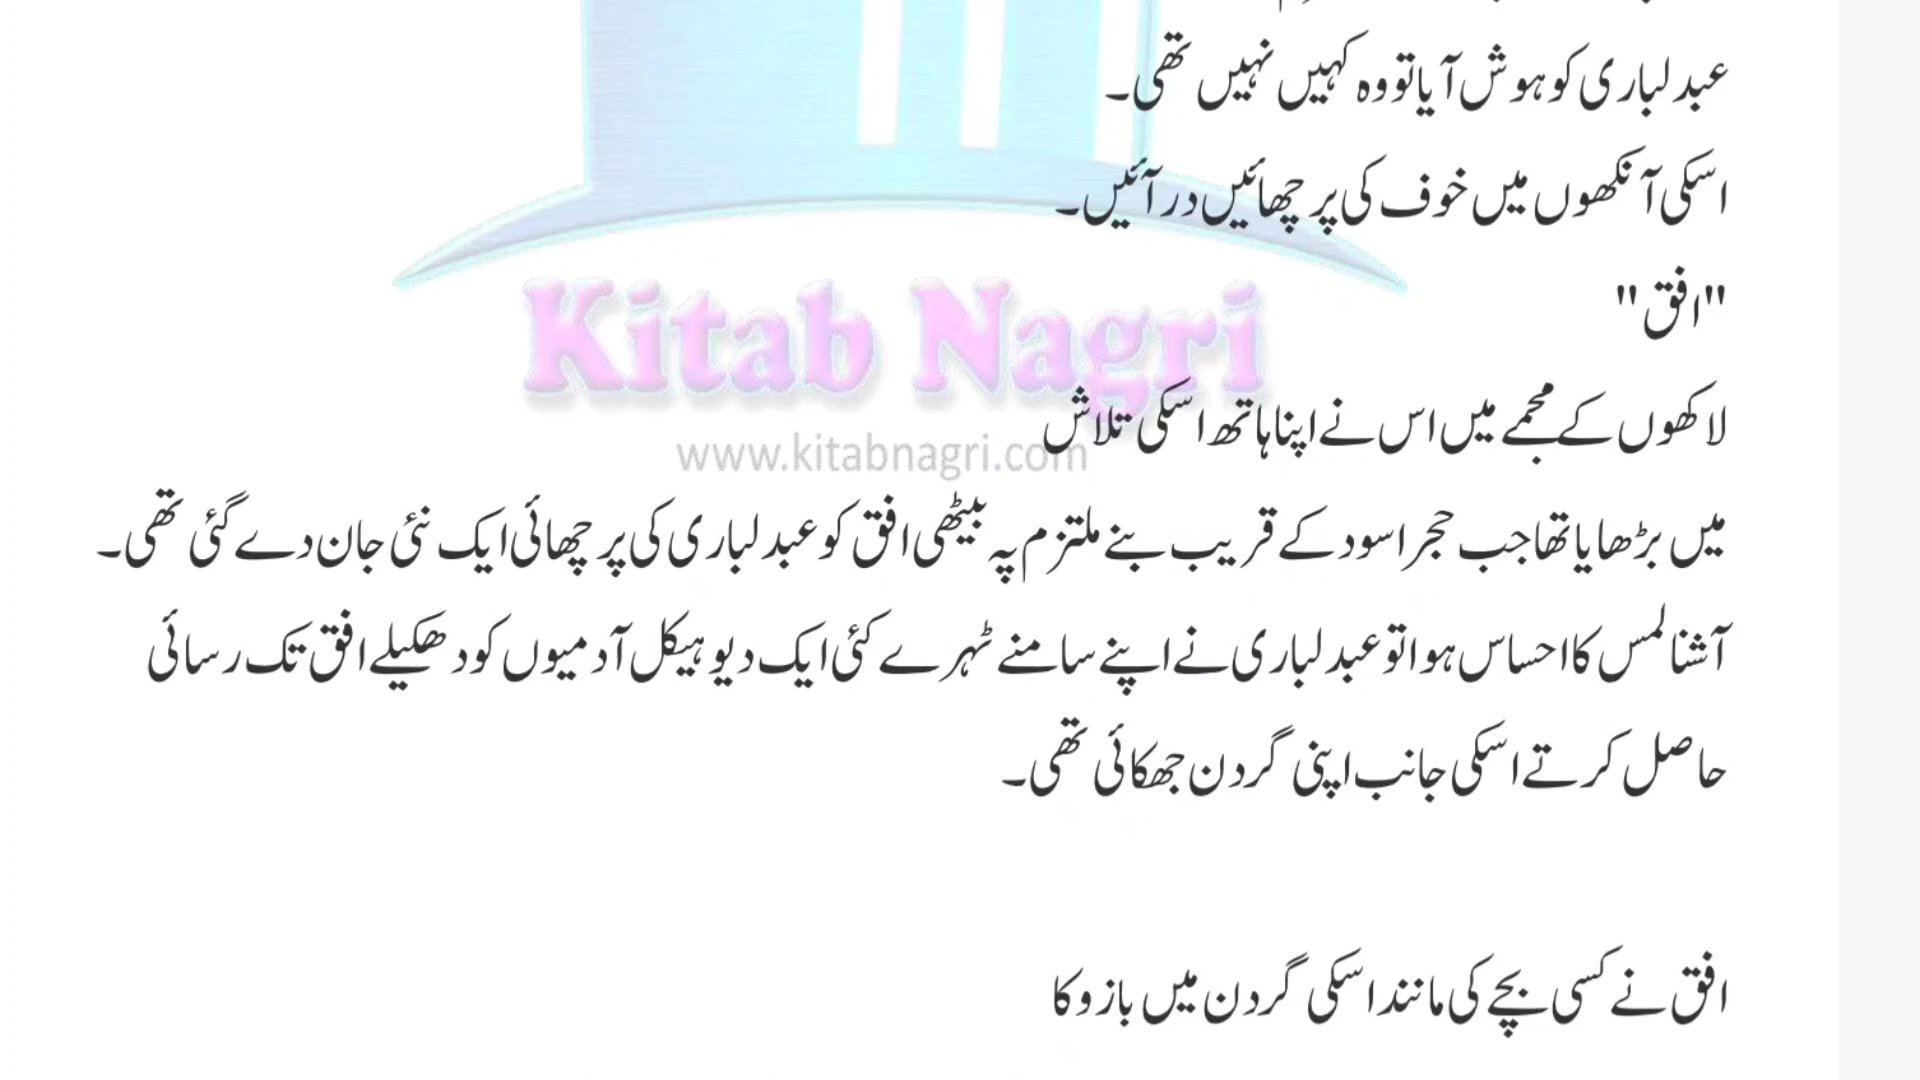 عبدلباری کو ہوش آیا تو وہ کہیں نہیں تھی۔
اسکی آنکھوں میں خوف کی پرچھائیں در آئیں۔
"افق"
Kitab Nagri
لاکھوں کے مجمے میں اس نے اپنا ہاتھ اسکی تلاش
www.kitabnagri.com
میں بڑھایا تھا جب حجر اسود کے قریب بنے ملتزم پہ بیٹھی افق کو عبدلباری کی پرچھائی ایک نئی جان دے گئی تھی۔
آشنا لمس کا احساس ہوا تو عبدلباری نے اپنے سامنے ٹہرے کئی ایک دیو ہیکل آدمیوں کو دھکیلے افق تک رسائی
حاصل کرتے اسکی جانب اپنی گردن جھکائی تھی۔
افق نے کسی بچے کی مانند اسکی گردن میں بازو کا